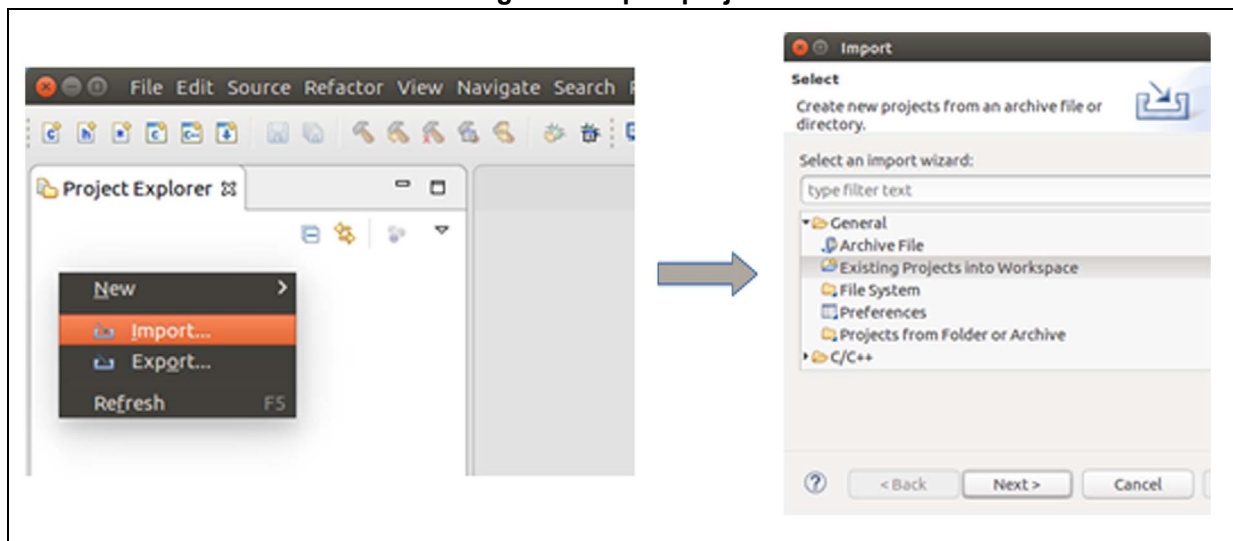 File Edit Source Refactor View Navigate Search
Project Explorer
New
Import...
Export...
Refresh F5
Import
Select
Create new projects from an archive file or
directory.
Select an import wizard:
type filter text
General
Archive File
Existing Projects into Workspace
File System
Preferences
Projects from Folder or Archive
C/C++
< Back Next > Cancel